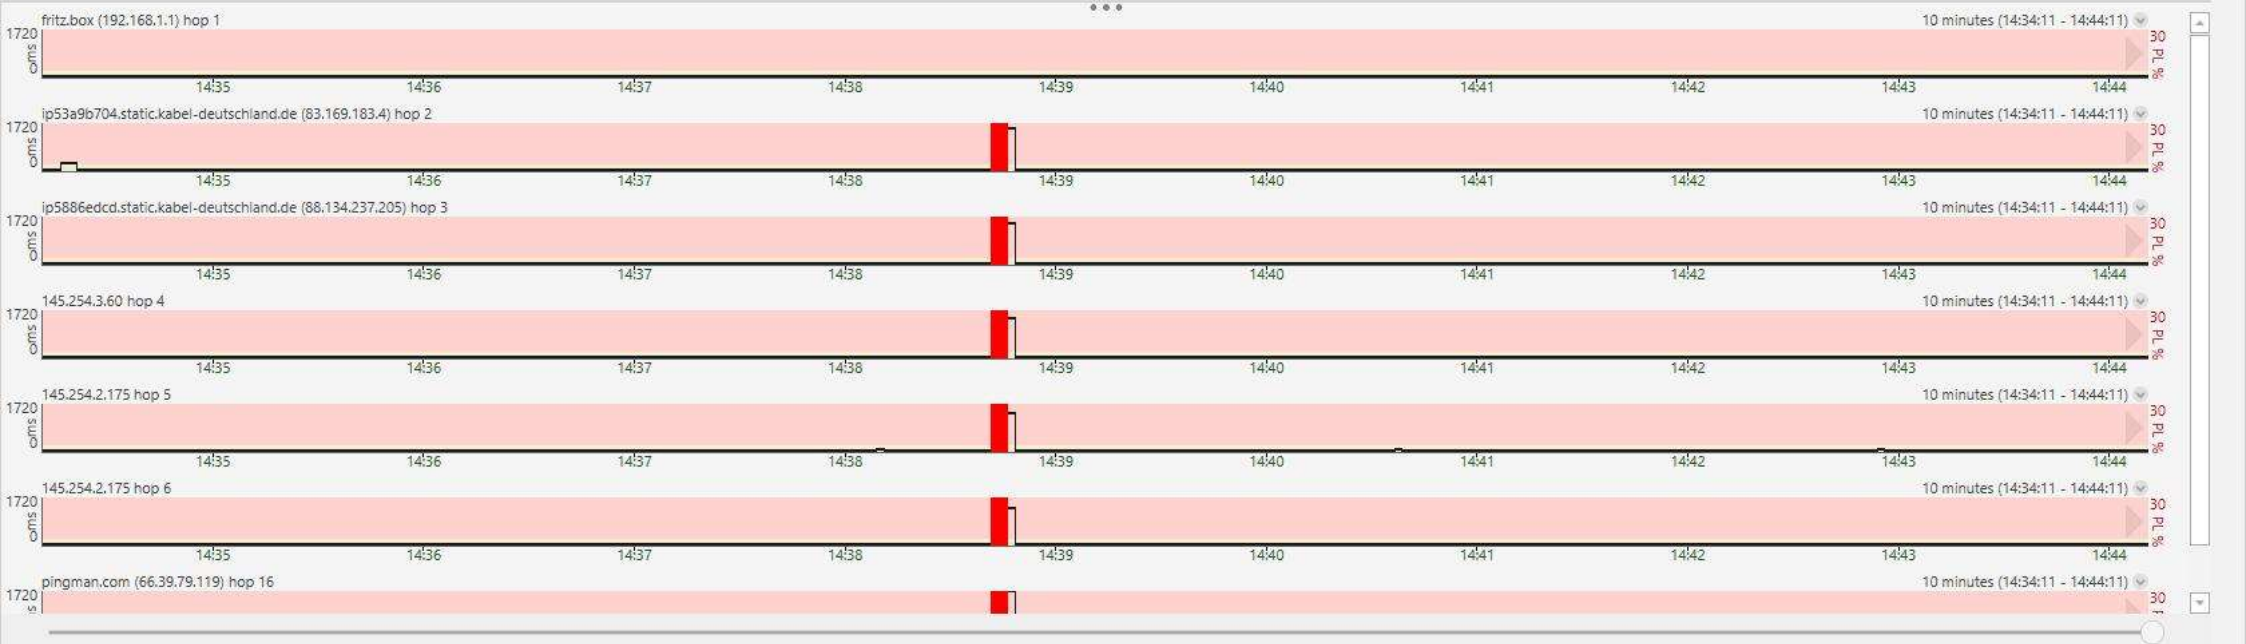 fritz.box (192.168.1.1) hop 1 10 minutes (14:34:11 - 14:44:11)
1720 30
0ms PL %
14:35 14:36 14:37 14:38 14:39 14:40 14:41 14:42 14:43 14:44
ip53a9b704.static.kabel-deutschland.de (83.169.183.4) hop 2 10 minutes (14:34:11 - 14:44:11)
1720 30
0ms PL %
14:35 14:36 14:37 14:38 14:39 14:40 14:41 14:42 14:43 14:44
ip5886edcd.static.kabel-deutschland.de (88.134.237.205) hop 3 10 minutes (14:34:11 - 14:44:11)
1720 30
0ms PL %
14:35 14:36 14:37 14:38 14:39 14:40 14:41 14:42 14:43 14:44
145.254.3.60 hop 4 10 minutes (14:34:11 - 14:44:11)
1720 30
0ms PL %
14:35 14:36 14:37 14:38 14:39 14:40 14:41 14:42 14:43 14:44
145.254.2.175 hop 5 10 minutes (14:34:11 - 14:44:11)
1720 30
0ms PL %
14:35 14:36 14:37 14:38 14:39 14:40 14:41 14:42 14:43 14:44
145.254.2.175 hop 6 10 minutes (14:34:11 - 14:44:11)
1720 30
0ms PL %
14:35 14:36 14:37 14:38 14:39 14:40 14:41 14:42 14:43 14:44
pingman.com (66.39.79.119) hop 16 10 minutes (14:34:11 - 14:44:11)
1720 30